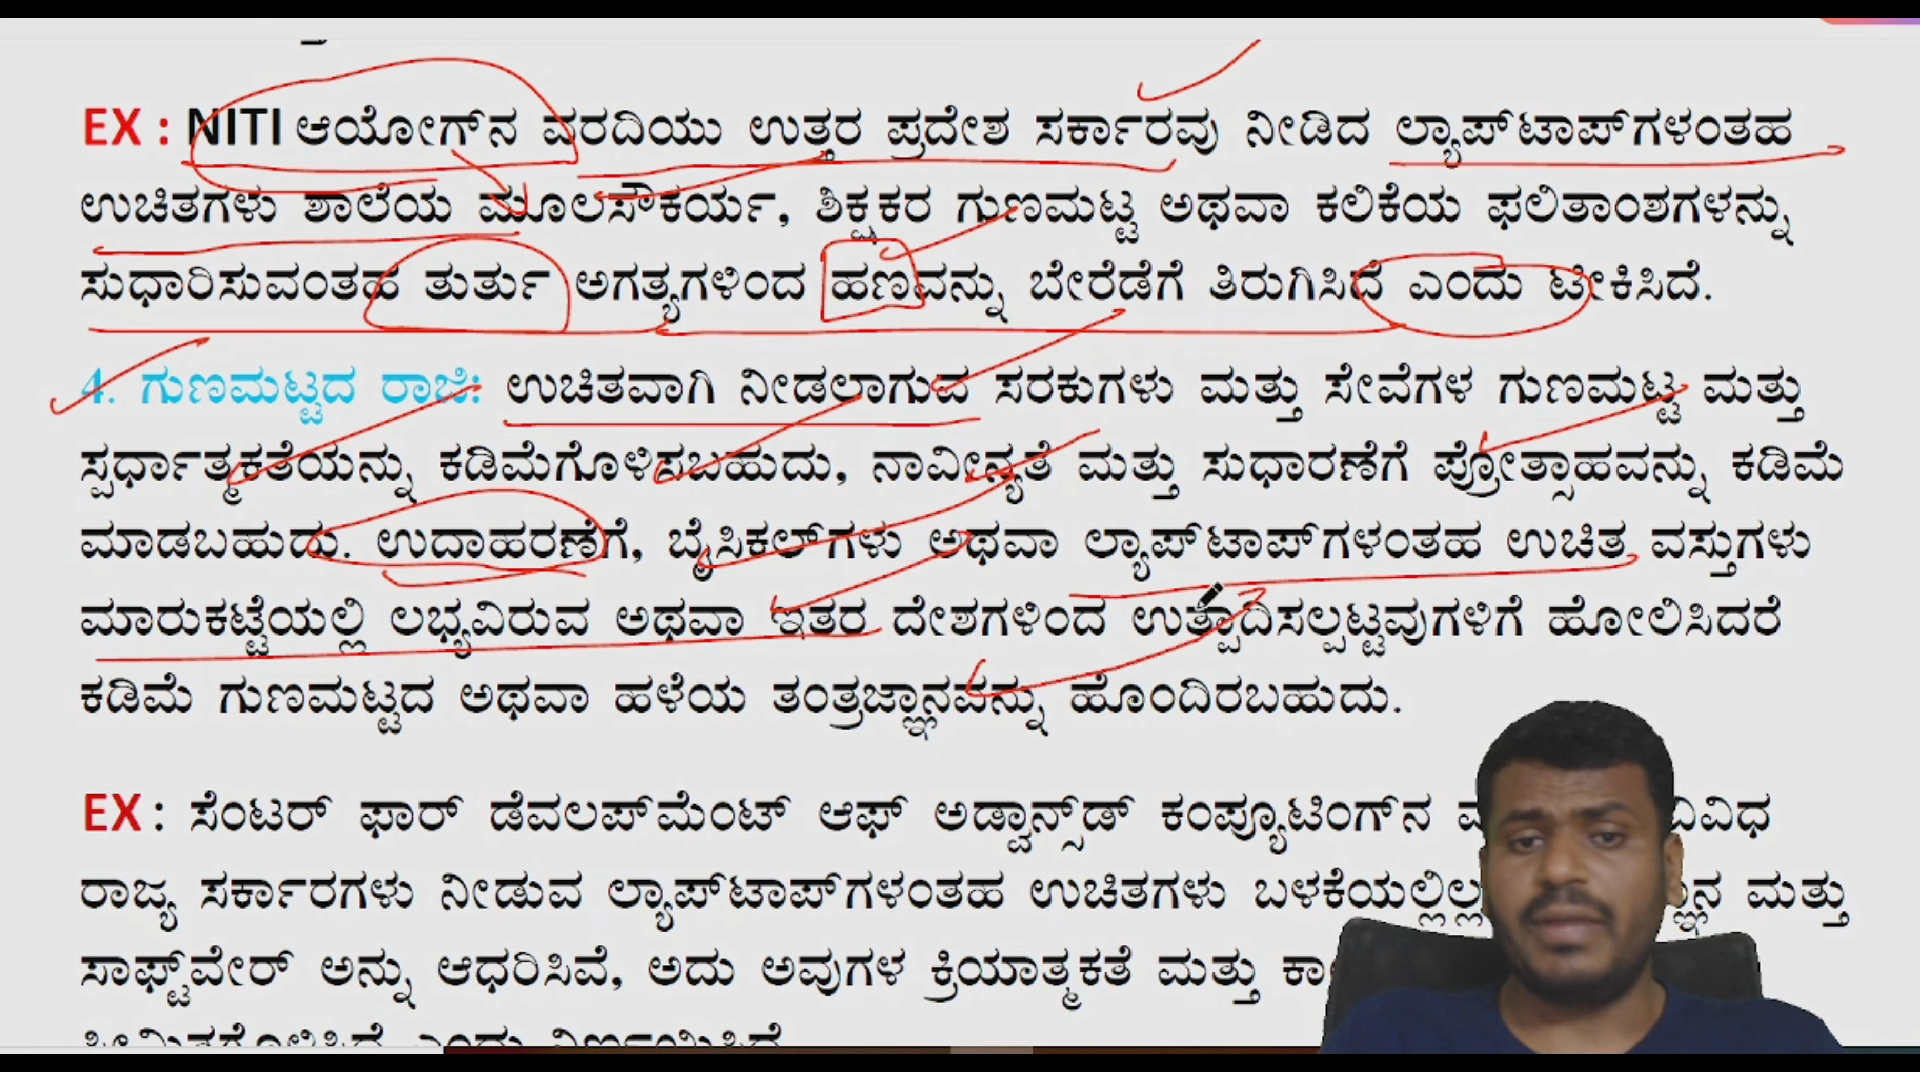 EX : NITI ಆಯೋಗ್‌ನ ವರದಿಯು ಉತ್ತರ ಪ್ರದೇಶ ಸರ್ಕಾರವು ನೀಡಿದ ಲ್ಯಾಪ್‌ಟಾಪ್‌ಗಳಂತಹ
ಉಚಿತಗಳು ಶಾಲೆಯ ಮೂಲಸೌಕರ್ಯ, ಶಿಕ್ಷಕರ ಗುಣಮಟ್ಟ ಅಥವಾ ಕಲಿಕೆಯ ಫಲಿತಾಂಶಗಳನ್ನು
ಸುಧಾರಿಸುವಂತಹ ತುರ್ತು ಅಗತ್ಯಗಳಿಂದ ಹಣವನ್ನು ಬೇರೆಡೆಗೆ ತಿರುಗಿಸಿದೆ ಎಂದು ಟೀಕಿಸಿದೆ.
4. ಗುಣಮಟ್ಟದ ರಾಜಿ: ಉಚಿತವಾಗಿ ನೀಡಲಾಗುವ ಸರಕುಗಳು ಮತ್ತು ಸೇವೆಗಳ ಗುಣಮಟ್ಟ ಮತ್ತು
ಸ್ಪರ್ಧಾತ್ಮಕತೆಯನ್ನು ಕಡಿಮೆಗೊಳಿಸಬಹುದು, ನಾವೀನ್ಯತೆ ಮತ್ತು ಸುಧಾರಣೆಗೆ ಪ್ರೋತ್ಸಾಹವನ್ನು ಕಡಿಮೆ
ಮಾಡಬಹುದು. ಉದಾಹರಣೆಗೆ, ಬೈಸಿಕಲ್‌ಗಳು ಅಥವಾ ಲ್ಯಾಪ್‌ಟಾಪ್‌ಗಳಂತಹ ಉಚಿತ ವಸ್ತುಗಳು
ಮಾರುಕಟ್ಟೆಯಲ್ಲಿ ಲಭ್ಯವಿರುವ ಅಥವಾ ಇತರ ದೇಶಗಳಿಂದ ಉತ್ಪಾದಿಸಲ್ಪಟ್ಟವುಗಳಿಗೆ ಹೋಲಿಸಿದರೆ
ಕಡಿಮೆ ಗುಣಮಟ್ಟದ ಅಥವಾ ಹಳೆಯ ತಂತ್ರಜ್ಞಾನವನ್ನು ಹೊಂದಿರಬಹುದು.
EX : ಸೆಂಟರ್ ಫಾರ್ ಡೆವಲಪ್‌ಮೆಂಟ್ ಆಫ್ ಅಡ್ವಾನ್ಸ್‌ಡ್ ಕಂಪ್ಯೂಟಿಂಗ್‌ನ ವಿವಿಧ
ರಾಜ್ಯ ಸರ್ಕಾರಗಳು ನೀಡುವ ಲ್ಯಾಪ್‌ಟಾಪ್‌ಗಳಂತಹ ಉಚಿತಗಳು ಬಳಕೆಯಲ್ಲಿಲ್ಲ ಮತ್ತು
ಸಾಫ್ಟ್‌ವೇರ್ ಅನ್ನು ಆಧರಿಸಿವೆ, ಅದು ಅವುಗಳ ಕ್ರಿಯಾತ್ಮಕತೆ ಮತ್ತು
ಸೀಮಿತಗೊಳಿಸಿದೆ ಎಂದು ನಿರ್ಣಯಿಸಿದೆ